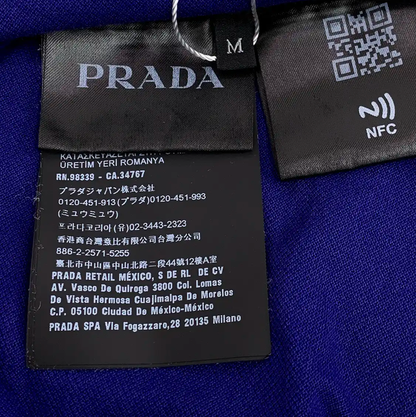 PRADA
M
NFC
ÜRETİM YERİ ROMANYA
RN.98339 - CA.34767
プラダジャパン株式会社
0120-451-913 (プラダ) 0120-451-993
(ミュウミュウ)
프라다코리아 (유) 02-3443-2323
香港商台灣意比有限公司台灣分公司
886-2-2571-5255
臺北市中山區中山北路二段44號12樓
PRADA RETAIL MÉXICO, S DE RL DE CV
AV. Vasco De Quiroga 3800 Col. Lomas
De Vista Hermosa Cuajimalpa De Morelos
C.P. 05100 Ciudad De México - México
PRADA SPA Via Fogazzaro,28 20135 Milano